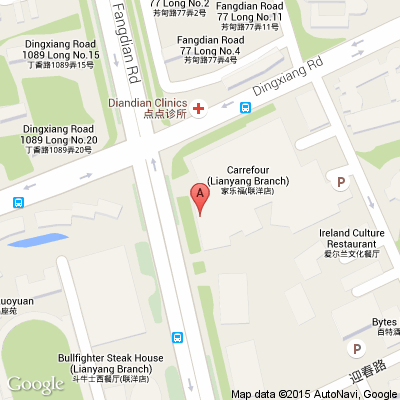 77 Long No.2
芳甸路77弄2号
Fangdian Road
77 Long No.11
芳甸路77弄11号
Fangdian Rd
Fangdian Road
77 Long No.4
芳甸路77弄4号
Dingxiang Road
1089 Long No.15
丁香路1089弄15号
Dingxiang Rd
Diandian Clinics
点点诊所
Dingxiang Road
1089 Long No.20
丁香路1089弄20号
Carrefour
(Lianyang Branch)
家乐福(联洋店)
P
A
Ireland Culture
Restaurant
爱尔兰文化餐厅
uoyuan
座苑
Bytes
百特酒
P
迎春路
Bullfighter Steak House
(Lianyang Branch)
斗牛士西餐厅(联洋店)
Google
Map data ©2015 AutoNavi, Google